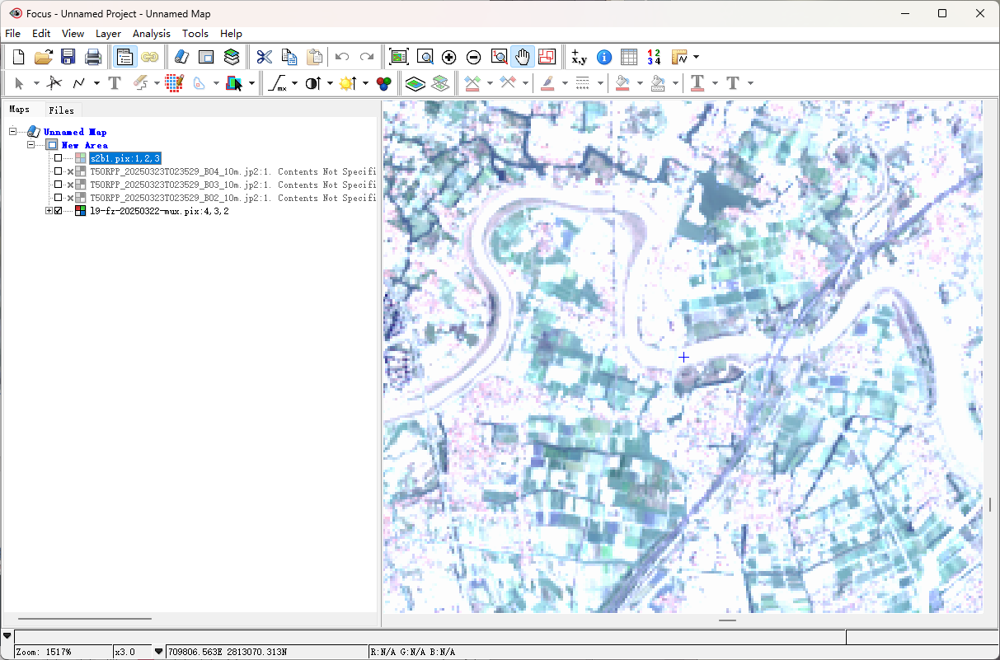 Focus - Unnamed Project - Unnamed Map
File Edit View Layer Analysis Tools Help
+x,y 1 2 3 4
T mx T T
Maps Files
Unnamed Map
New Area
s2b1.pix:1,2,3
T50RPP_20250323T023529_B04_10m.jp2:1. Contents Not Specifi
T50RPP_20250323T023529_B03_10m.jp2:1. Contents Not Specifi
T50RPP_20250323T023529_B02_10m.jp2:1. Contents Not Specifi
l9-fz-20250322-mux.pix:4,3,2
Zoom: 1517% x3.0 709806.563E 2813070.313N R:N/A G:N/A B:N/A